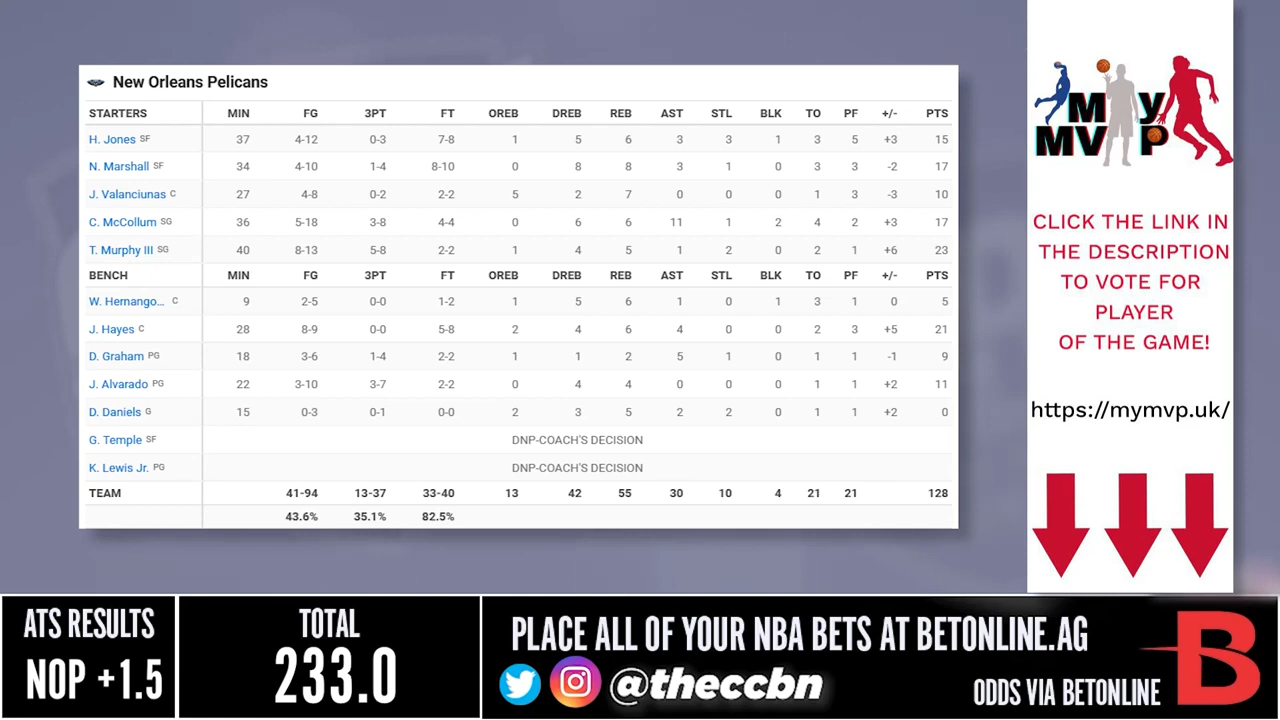 New Orleans Pelicans
STARTERS MIN FG 3PT FT OREB DREB REB AST STL BLK TO PF +/- PTS
H. Jones SF 37 4-12 0-3 7-8 1 5 6 3 3 1 3 5 +3 15
N. Marshall SF 34 4-10 1-4 8-10 0 8 8 3 1 0 3 3 -2 17
J. Valanciunas C 27 4-8 0-2 2-2 5 2 7 0 0 0 1 3 -3 10
C. McCollum SG 36 5-18 3-8 4-4 0 6 6 11 1 2 4 2 +3 17
T. Murphy III SG 40 8-13 5-8 2-2 1 4 5 1 2 0 2 1 +6 23
BENCH MIN FG 3PT FT OREB DREB REB AST STL BLK TO PF +/- PTS
W. Hernango... C 9 2-5 0-0 1-2 1 5 6 1 0 1 3 1 0 5
J. Hayes C 28 8-9 0-0 5-8 2 4 6 4 0 0 2 3 +5 21
D. Graham PG 18 3-6 1-4 2-2 1 1 2 5 1 0 1 1 -1 9
J. Alvarado PG 22 3-10 3-7 2-2 0 4 4 0 0 0 1 1 +2 11
D. Daniels G 15 0-3 0-1 0-0 2 3 5 2 2 0 1 1 +2 0
G. Temple SF DNP-COACH'S DECISION
K. Lewis Jr. PG DNP-COACH'S DECISION
TEAM 41-94 13-37 33-40 13 42 55 30 10 4 21 21 128
43.6% 35.1% 82.5%
My
MVP
CLICK THE LINK IN
THE DESCRIPTION
TO VOTE FOR
PLAYER
OF THE GAME!
https://mymvp.uk/
ATS RESULTS
NOP +1.5
TOTAL
233.0
PLACE ALL OF YOUR NBA BETS AT BETONLINE.AG
@theccbn
ODDS VIA BETONLINE
B